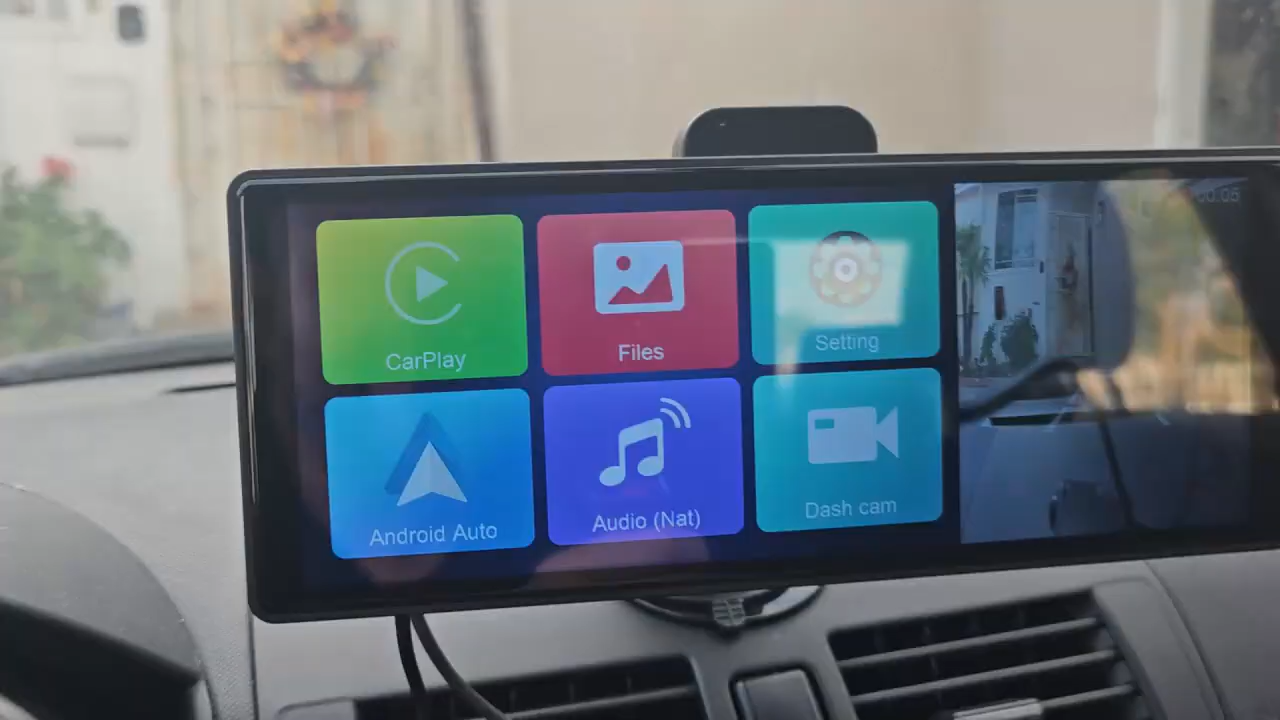 CarPlay
Files
Setting
Android Auto
Audio (Nat)
Dash cam